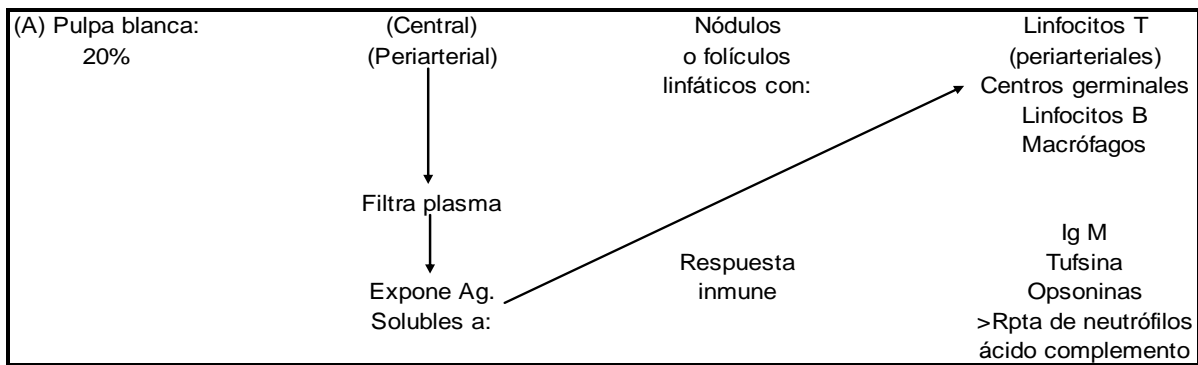 (A) Pulpa blanca:
20%
(Central)
(Periarterial)
Filtra plasma
Expone Ag.
Solubles a:
Nódulos
o folículos
linfáticos con:
Respuesta
inmune
Linfocitos T
(periarteriales)
Centros germinales
Linfocitos B
Macrófagos
Ig M
Tufsina
Opsoninas
>Rpta de neutrófilos
ácido complemento